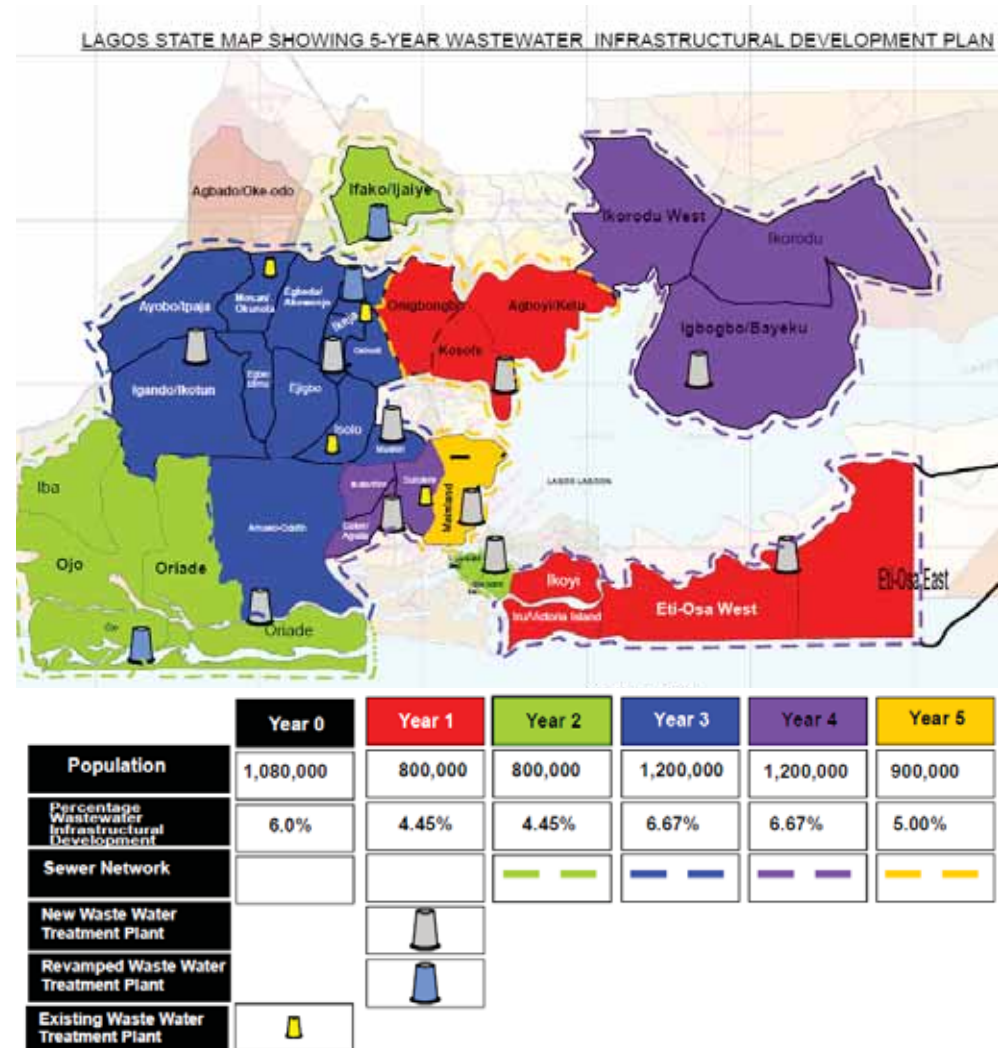 LAGOS STATE MAP SHOWING 5-YEAR WASTEWATER INFRASTRUCTURAL DEVELOPMENT PLAN
Agbado/Oke-odo
Ifako/Ijaiye
Ikorodu West
Ikorodu
Ayobo/Ipaja
Mosan/
Okunola
Egbeda/
Akowonjo
Ikeja
Onigbongbo
Agboyi/Ketu
Kosofe
Igbogbo/Bayeku
Igando/Ikotun
Ejigbo
Isolo
Mushin
Iba
Surulere
Mainland
LAGOS LAGOON
Ojo
Oriade
Amuwo-Odofin
Ikoyi
Eti-Osa East
Iru/Victoria Island
Eti-Osa West
Oriade
Year 0
Year 1
Year 2
Year 3
Year 4
Year 5
Population
1,080,000
800,000
800,000
1,200,000
1,200,000
900,000
Percentage
Wastewater
Infrastructural
Development
6.0%
4.45%
4.45%
6.67%
6.67%
5.00%
Sewer Network
New Waste Water
Treatment Plant
Revamped Waste Water
Treatment Plant
Existing Waste Water
Treatment Plant